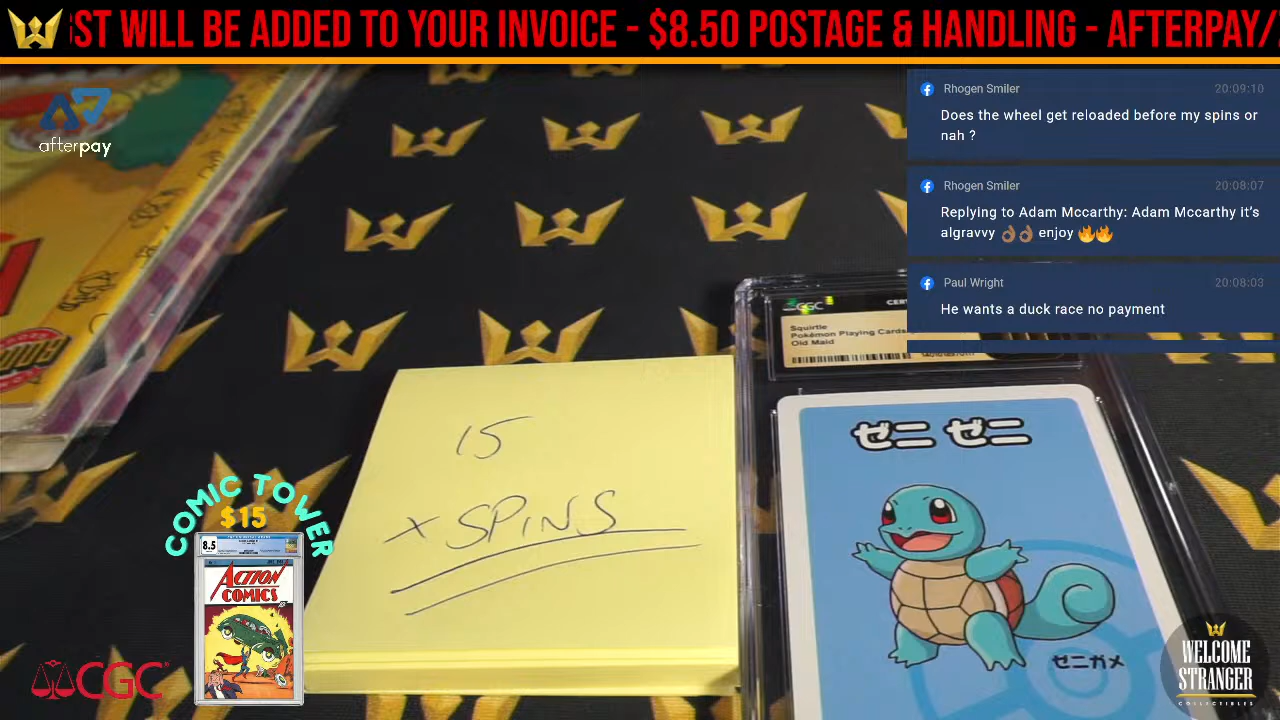 ST WILL BE ADDED TO YOUR INVOICE - $8.50 POSTAGE & HANDLING - AFTERPAY/
afterpay
Rhogen Smiler 20:09:10
Does the wheel get reloaded before my spins or
nah ?
Rhogen Smiler 20:08:07
Replying to Adam Mccarthy: Adam Mccarthy it’s
algravvy 👌🏽👌🏽 enjoy 🔥🔥
Paul Wright 20:08:03
He wants a duck race no payment
CGC
Squirtle
Pokémon Playing Cards
Old Maid
15
x SPINS
ゼニ ゼニ
ゼニガメ
COMIC TOWER
$15
8.5
ACTION
COMICS
CGC
WELCOME
STRANGER
COLLECTIBLES